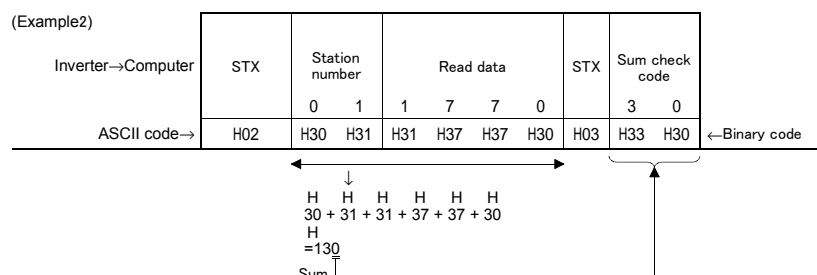 (Example2)
Inverter→Computer STX Station number Read data STX Sum check code
0 1 1 7 7 0 3 0
ASCII code→ H02 H30 H31 H31 H37 H37 H30 H03 H33 H30 ←Binary code
↓
H H H H H H
30 + 31 + 31 + 37 + 37 + 30
H
=130
Sum